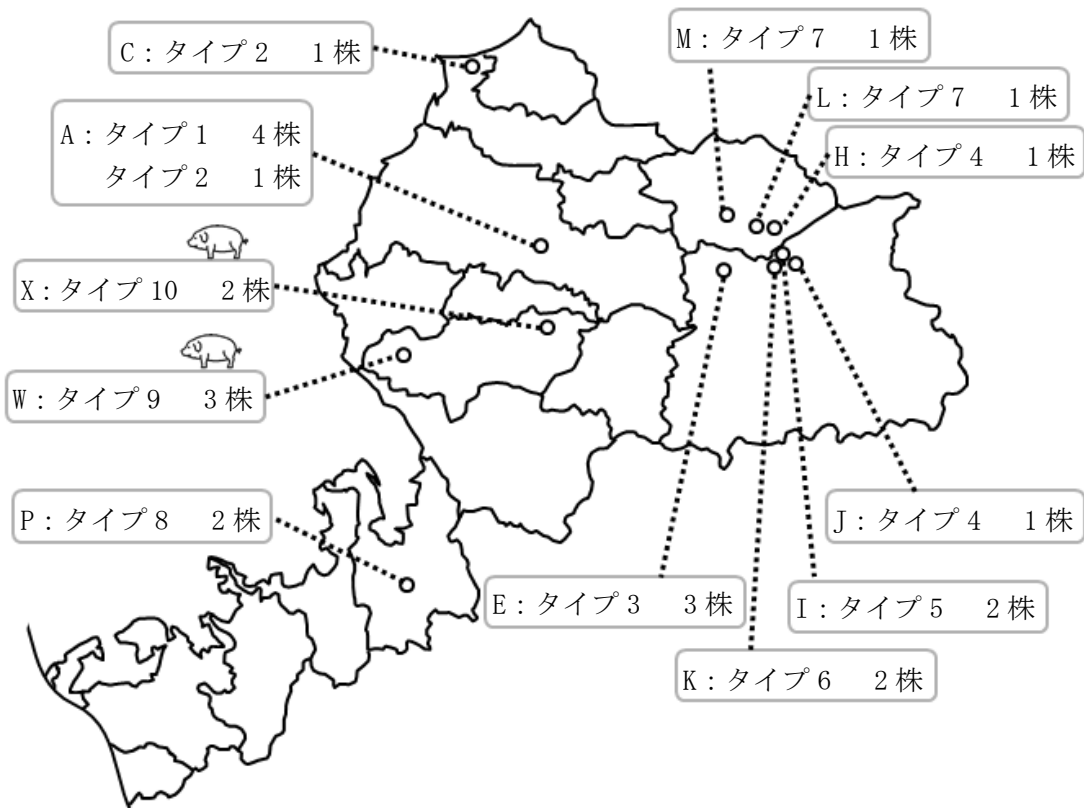 C：タイプ2　1株
A：タイプ1　4株
タイプ2　1株
X：タイプ10　2株
W：タイプ9　3株
P：タイプ8　2株
M：タイプ7　1株
L：タイプ7　1株
H：タイプ4　1株
J：タイプ4　1株
E：タイプ3　3株
I：タイプ5　2株
K：タイプ6　2株